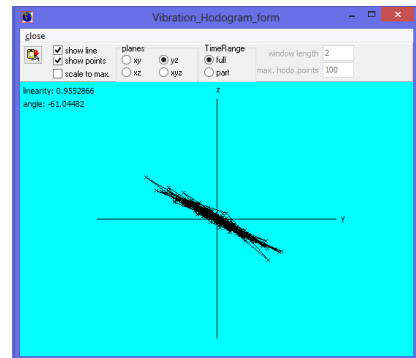 Vibration_Hodogram_form
close
show line
show points
scale to max.
planes
xy
yz
xz
xyz
TimeRange
full
part
window length 2
max. hodo.points 100
linearity: 0.9552866
angle: -61.04482
z
y